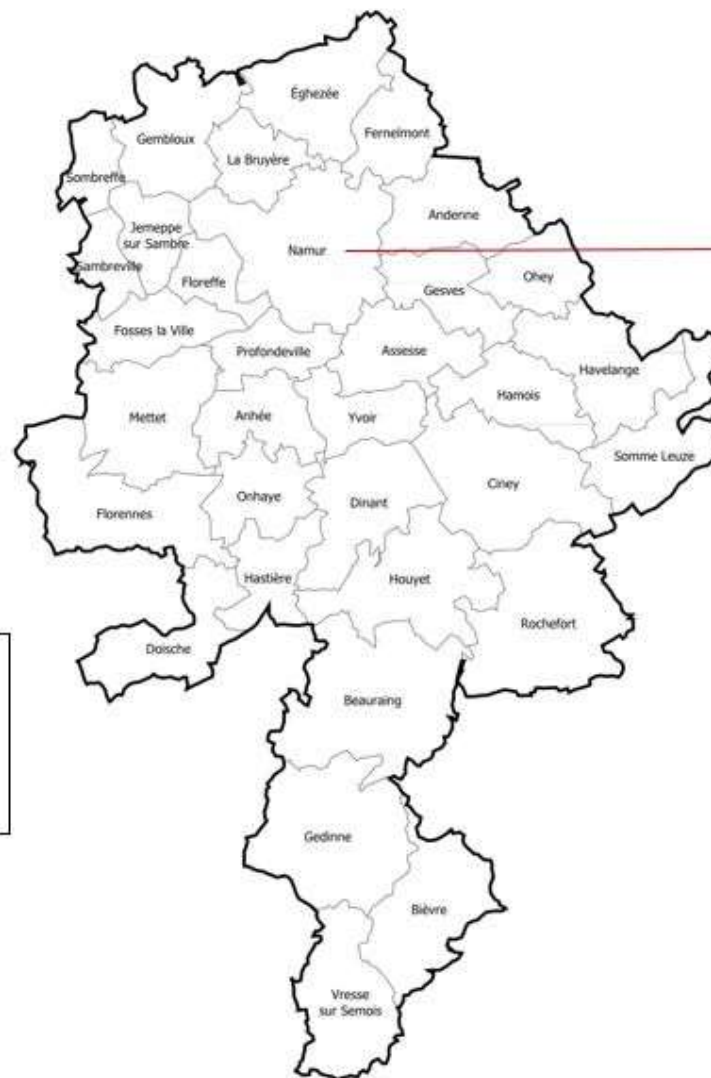 Éghezée
Gembloux
Fernelmont
La Bruyère
Sombreffe
Andenne
Jemeppe
sur Sambre
Namur
Sambreville
Floreffe
Ohey
Gesves
Fosses la Ville
Profondeville
Assesse
Havelange
Hamois
Mettet
Anhée
Yvoir
Somme Leuze
Ciney
Onhaye
Dinant
Florennes
Hastière
Houyet
Rochefort
Doische
Beauraing
Gedinne
Bièvre
Vresse
sur Semois